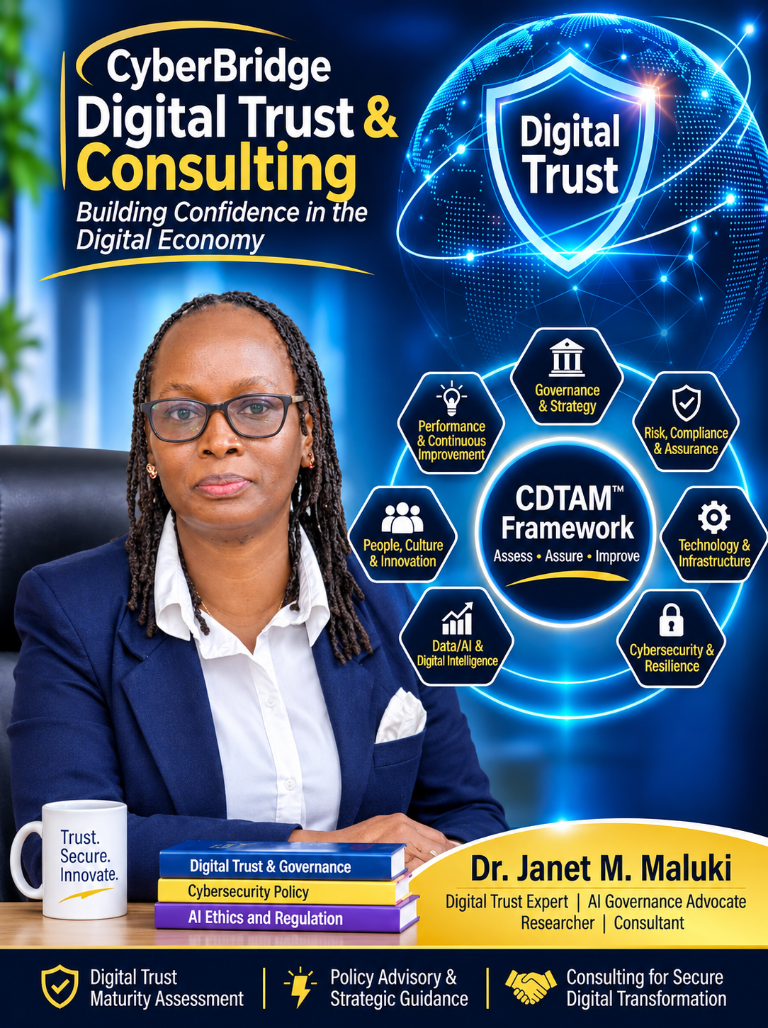 CyberBridge
Digital Trust &
Consulting
Building Confidence in the
Digital Economy
Digital
Trust
Governance
& Strategy
Performance
& Continuous
Improvement
Risk, Compliance
& Assurance
People, Culture
& Innovation
CDTAM™
Framework
Assess • Assure • Improve
Technology &
Infrastructure
Data/AI &
Digital Intelligence
Cybersecurity &
Resilience
Trust.
Secure.
Innovate.
Digital Trust & Governance
Cybersecurity Policy
AI Ethics and Regulation
Dr. Janet M. Maluki
Digital Trust Expert | AI Governance Advocate
Researcher | Consultant
Digital Trust
Maturity Assessment
Policy Advisory &
Strategic Guidance
Consulting for Secure
Digital Transformation